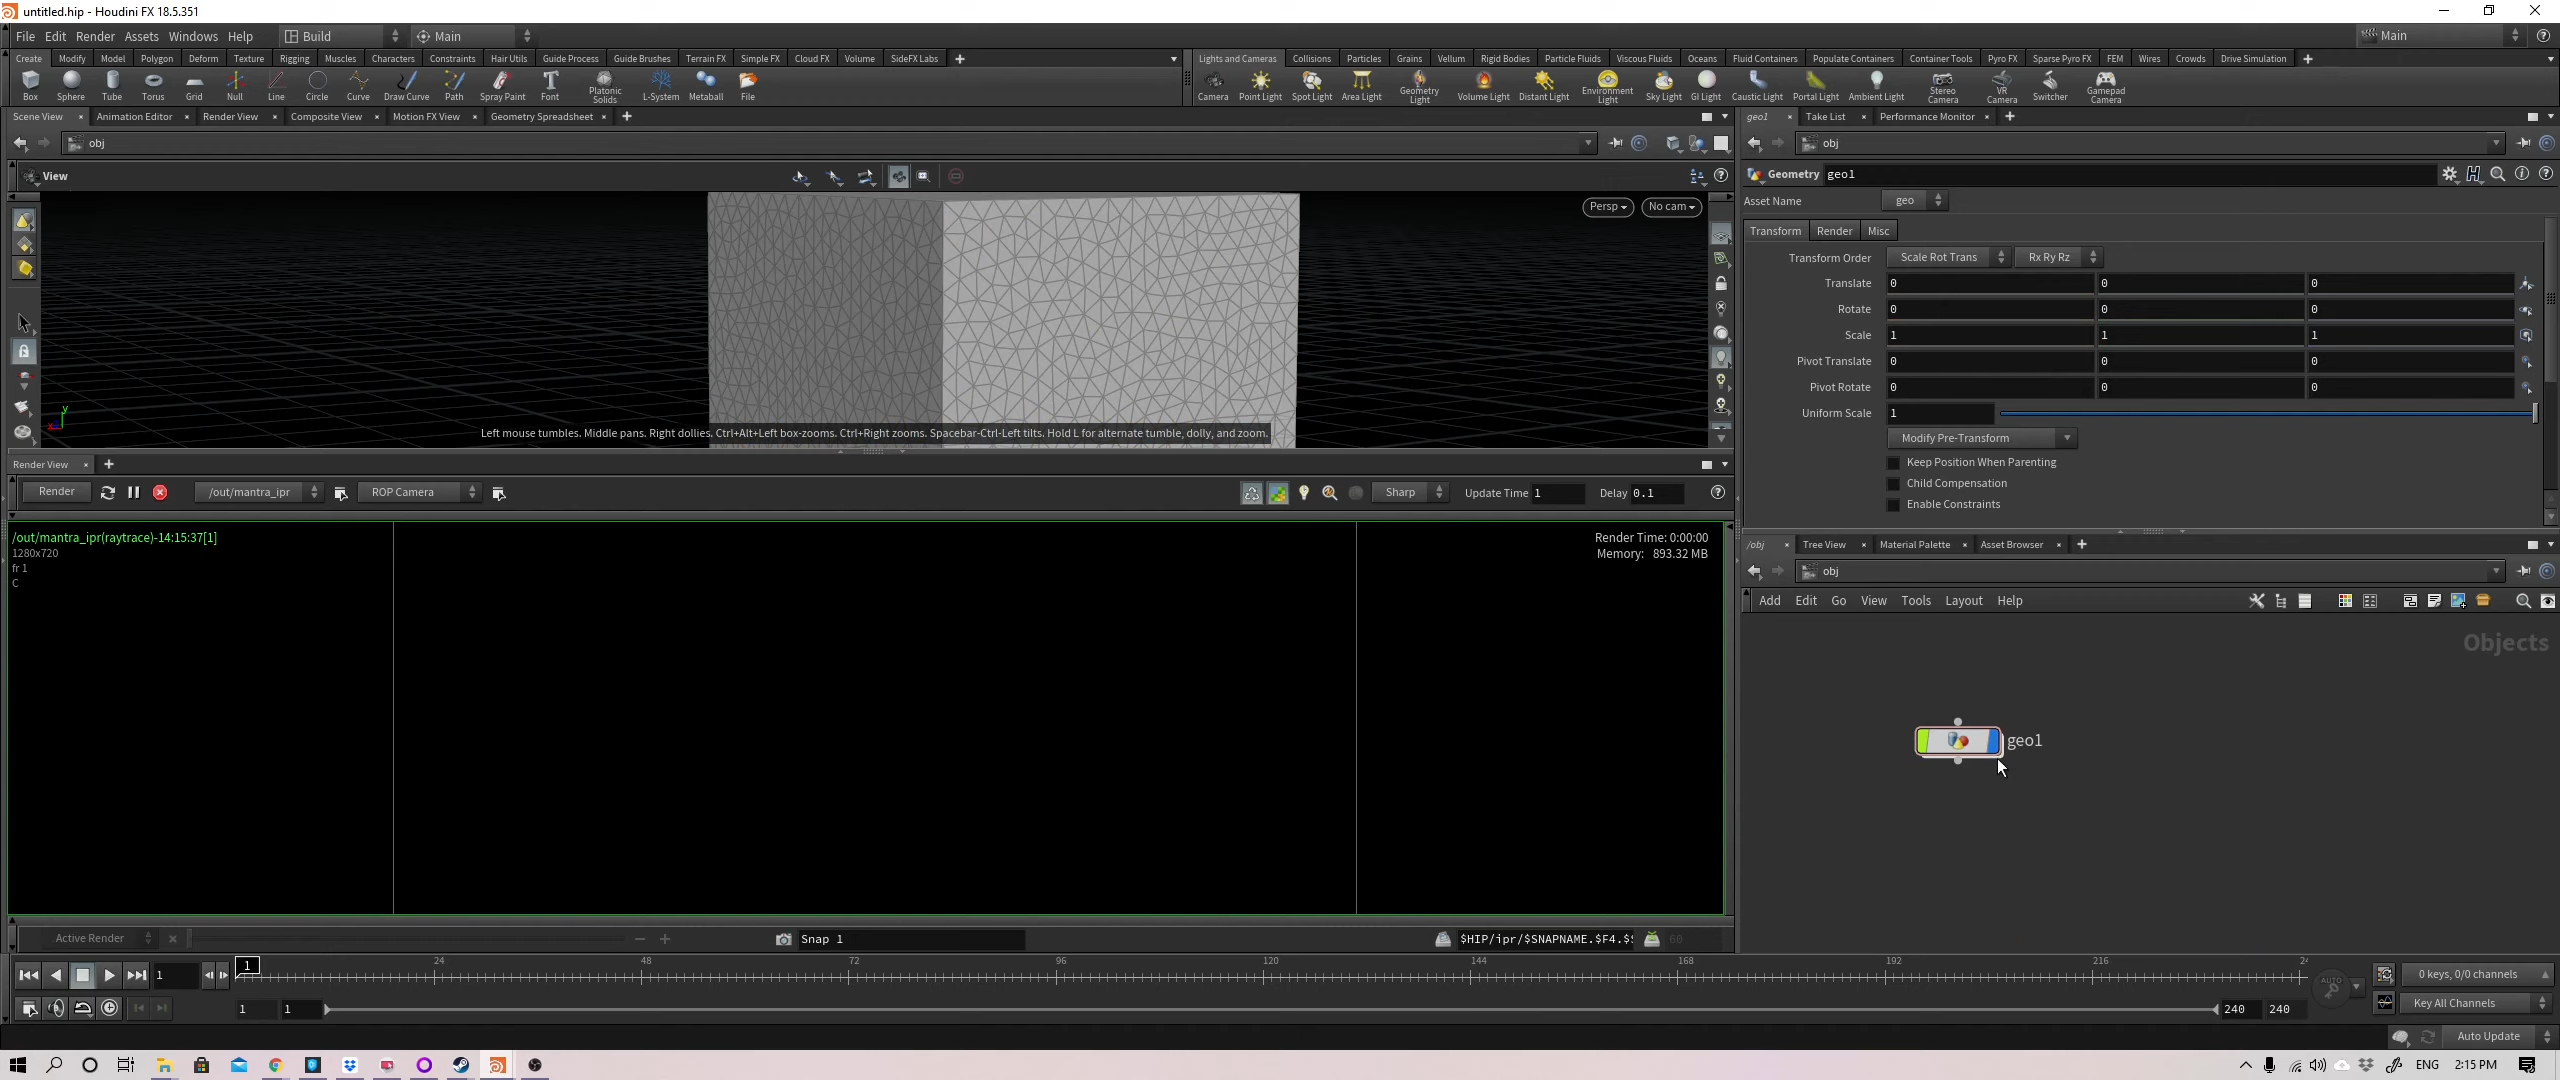 untitled.hip - Houdini FX 18.5.351
File Edit Render Assets Windows Help Build Main Main
Create Modify Model Polygon Deform Texture Rigging Muscles Characters Constraints Hair Utils Guide Process Guide Brushes Terrain FX Simple FX Cloud FX Volume SideFX Labs
Lights and Cameras Collisions Particles Grains Vellum Rigid Bodies Particle Fluids Viscous Fluids Oceans Fluid Containers Populate Containers Container Tools Pyro FX Sparse Pyro FX FEM Wires Crowds Drive Simulation
Box Sphere Tube Torus Grid Null Line Circle Curve Draw Curve Path Spray Paint Font Platonic Solids L-System Metaball File
Camera Point Light Spot Light Area Light Geometry Light Volume Light Distant Light Environment Light Sky Light GI Light Caustic Light Portal Light Ambient Light Stereo Camera VR Camera Switcher Gamepad Camera
Scene View Animation Editor Render View Composite View Motion FX View Geometry Spreadsheet
obj
View
Persp No cam
y
Left mouse tumbles. Middle pans. Right dollies. Ctrl+Alt+Left box-zooms. Ctrl+Right zooms. Spacebar-Ctrl-Left tilts. Hold L for alternate tumble, dolly, and zoom.
geo1 Take List Performance Monitor
obj
Geometry geo1
Asset Name geo
Transform Render Misc
Transform Order Scale Rot Trans Rx Ry Rz
Translate 0 0 0
Rotate 0 0 0
Scale 1 1 1
Pivot Translate 0 0 0
Pivot Rotate 0 0 0
Uniform Scale 1
Modify Pre-Transform
Keep Position When Parenting
Child Compensation
Enable Constraints
Render View
Render /out/mantra_ipr ROP Camera Sharp Update Time 1 Delay 0.1
/out/mantra_ipr(raytrace)-14:15:37[1]
1280x720
fr 1
C
Render Time: 0:00:00
Memory: 893.32 MB
/obj Tree View Material Palette Asset Browser
obj
Add Edit Go View Tools Layout Help
Objects
geo1
Active Render Snap 1 $HIP/ipr/$SNAPNAME.$F4.$ 60
1 1 24 48 72 96 120 144 168 192 216 24
AUTO
0 keys, 0/0 channels
1 1 240 240 Key All Channels
Auto Update
ENG 2:15 PM